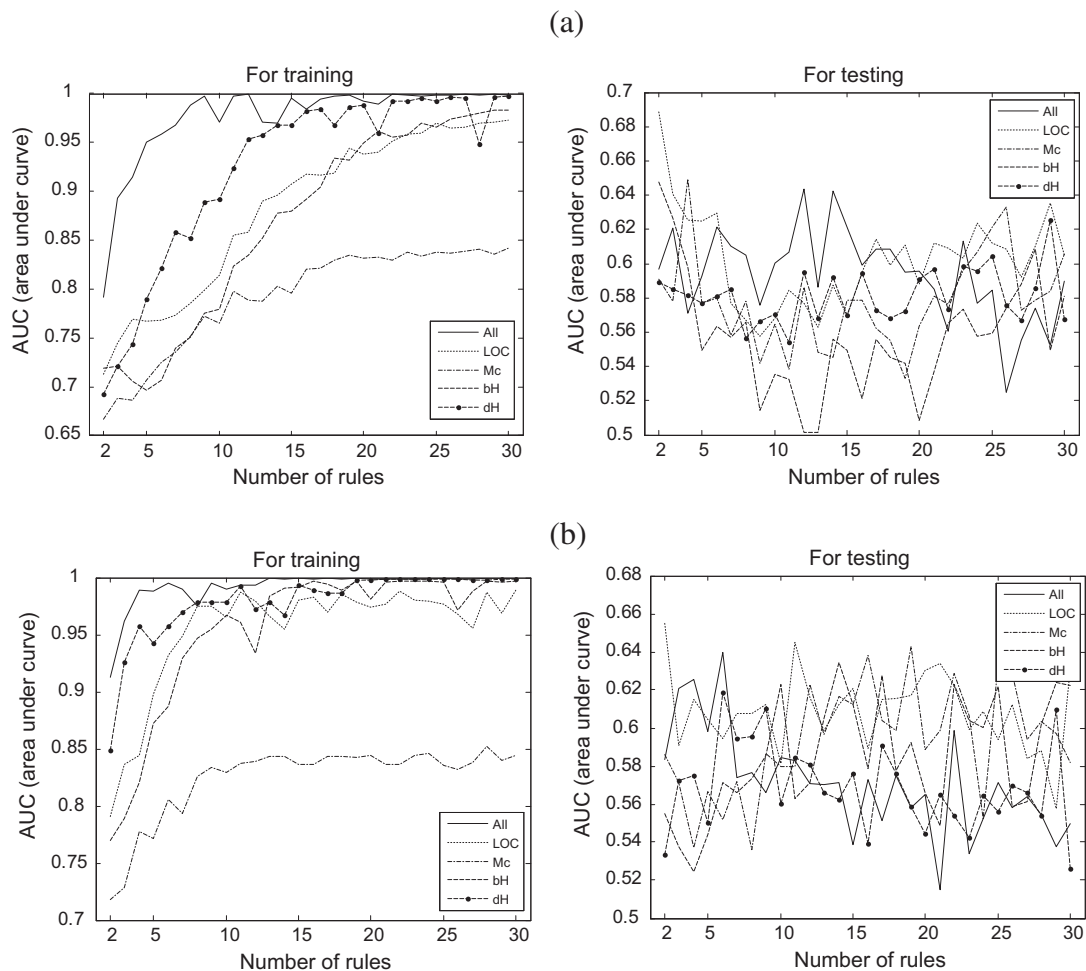 (a)
For training
AUC (area under curve)
1
0.95
0.9
0.85
0.8
0.75
0.7
0.65
2 5 10 15 20 25 30
Number of rules
All
LOC
Mc
bH
dH
For testing
AUC (area under curve)
0.7
0.68
0.66
0.64
0.62
0.6
0.58
0.56
0.54
0.52
0.5
2 5 10 15 20 25 30
Number of rules
All
LOC
Mc
bH
dH
(b)
For training
AUC (area under curve)
1
0.95
0.9
0.85
0.8
0.75
0.7
2 5 10 15 20 25 30
Number of rules
All
LOC
Mc
bH
dH
For testing
AUC (area under curve)
0.68
0.66
0.64
0.62
0.6
0.58
0.56
0.54
0.52
0.5
2 5 10 15 20 25 30
Number of rules
All
LOC
Mc
bH
dH